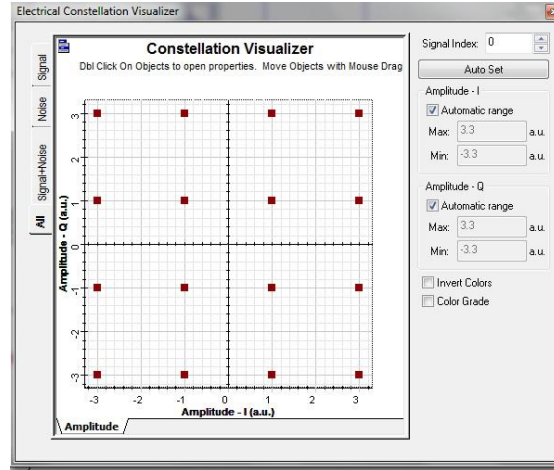 Electrical Constellation Visualizer
Signal
Noise
Signal+Noise
All
Constellation Visualizer
Dbl Click On Objects to open properties. Move Objects with Mouse Drag
Amplitude - Q (a.u.)
3
2
1
0
-1
-2
-3
-3
-2
-1
0
1
2
3
Amplitude - I (a.u.)
Amplitude
Signal Index: 0
Auto Set
Amplitude - I
Automatic range
Max: 3.3 a.u.
Min: -3.3 a.u.
Amplitude - Q
Automatic range
Max: 3.3 a.u.
Min: -3.3 a.u.
Invert Colors
Color Grade